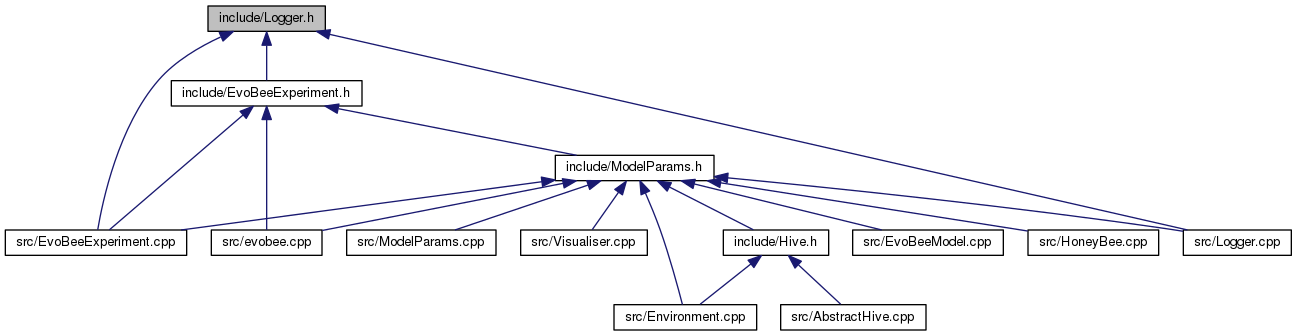 include/Logger.h
include/EvoBeeExperiment.h
include/ModelParams.h
src/EvoBeeExperiment.cpp
src/evobee.cpp
src/ModelParams.cpp
src/Visualiser.cpp
include/Hive.h
src/EvoBeeModel.cpp
src/HoneyBee.cpp
src/Logger.cpp
src/Environment.cpp
src/AbstractHive.cpp